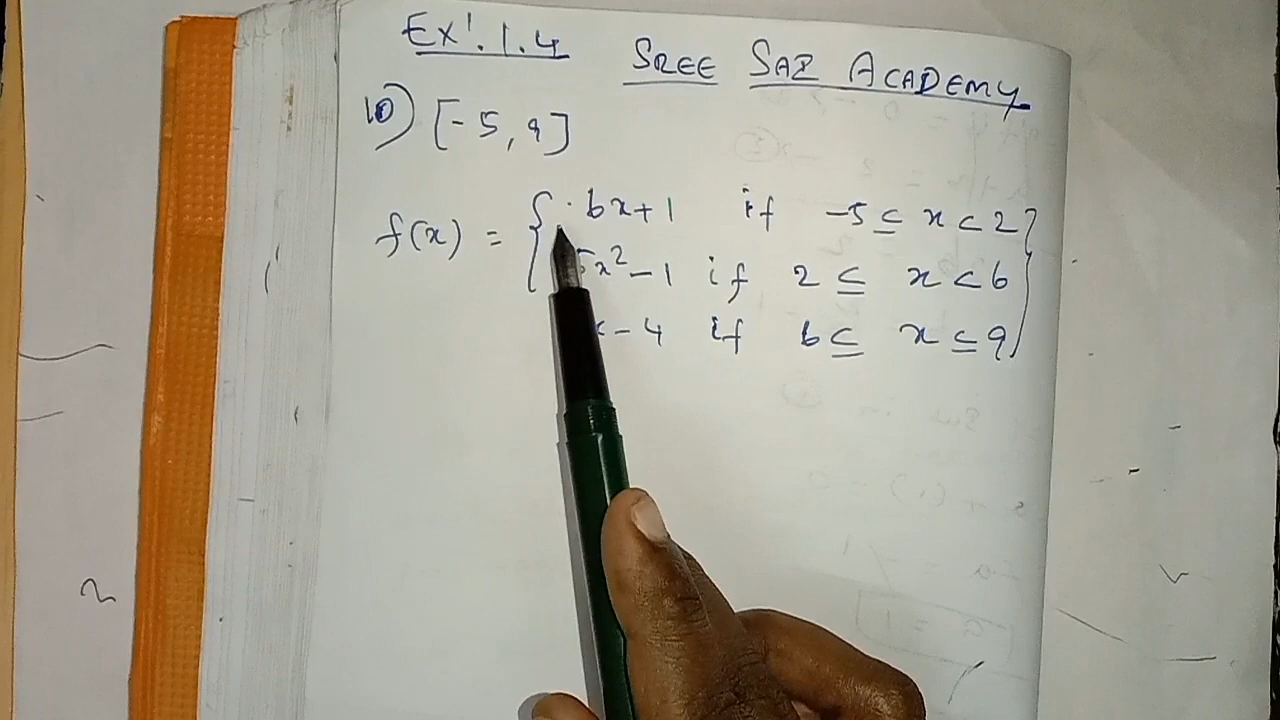 Ex:.1.4 SREE SAI ACADEMY
10) [-5,9]
f(x) = { 6x+1 if -5 ≤ x < 2
5x²-1 if 2 ≤ x < 6
x-4 if 6 ≤ x ≤ 9 }